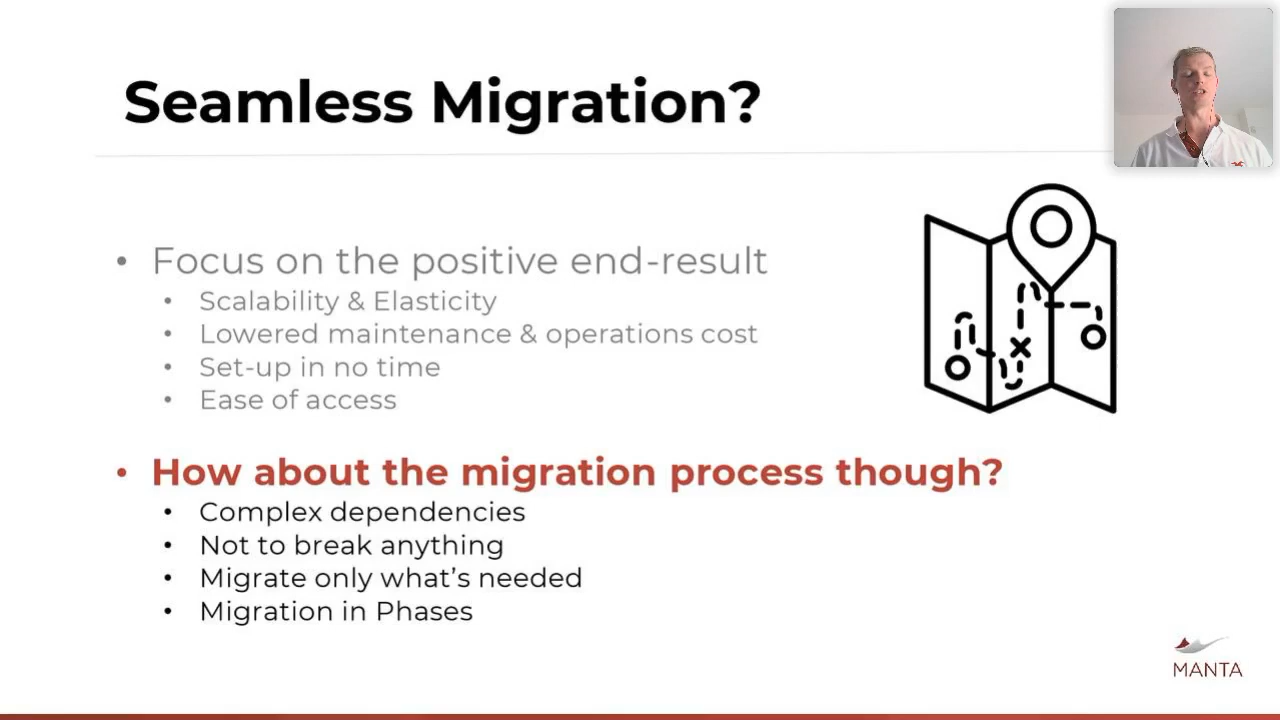 Seamless Migration?
• Focus on the positive end-result
• Scalability & Elasticity
• Lowered maintenance & operations cost
• Set-up in no time
• Ease of access
• How about the migration process though?
• Complex dependencies
• Not to break anything
• Migrate only what's needed
• Migration in Phases
MANTA